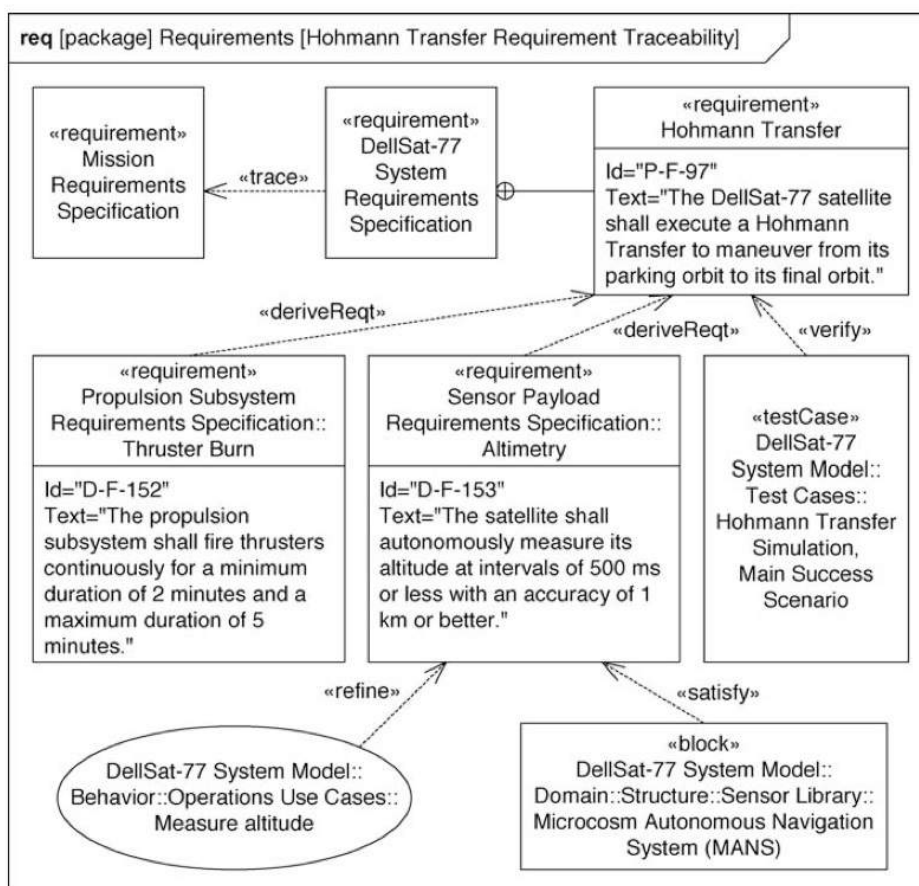 req [package] Requirements [Hohmann Transfer Requirement Traceability]
«requirement»
Mission
Requirements
Specification
«trace»
«requirement»
DellSat-77
System
Requirements
Specification
«requirement»
Hohmann Transfer
Id="P-F-97"
Text="The DellSat-77 satellite
shall execute a Hohmann
Transfer to maneuver from its
parking orbit to its final orbit."
«deriveReqt»
«deriveReqt»
«verify»
«requirement»
Propulsion Subsystem
Requirements Specification::
Thruster Burn
Id="D-F-152"
Text="The propulsion
subsystem shall fire thrusters
continuously for a minimum
duration of 2 minutes and a
maximum duration of 5
minutes."
«requirement»
Sensor Payload
Requirements Specification::
Altimetry
Id="D-F-153"
Text="The satellite shall
autonomously measure its
altitude at intervals of 500 ms
or less with an accuracy of 1
km or better."
«testCase»
DellSat-77
System Model::
Test Cases::
Hohmann Transfer
Simulation,
Main Success
Scenario
«refine»
«satisfy»
DellSat-77 System Model::
Behavior::Operations Use Cases::
Measure altitude
«block»
DellSat-77 System Model::
Domain::Structure::Sensor Library::
Microcosm Autonomous Navigation
System (MANS)